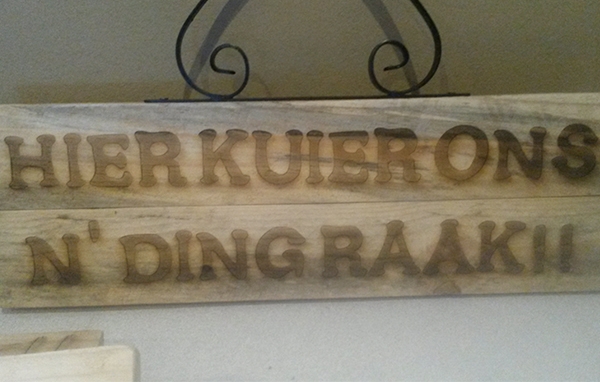 HIER KUIER ONS
N' DING RAAK!!